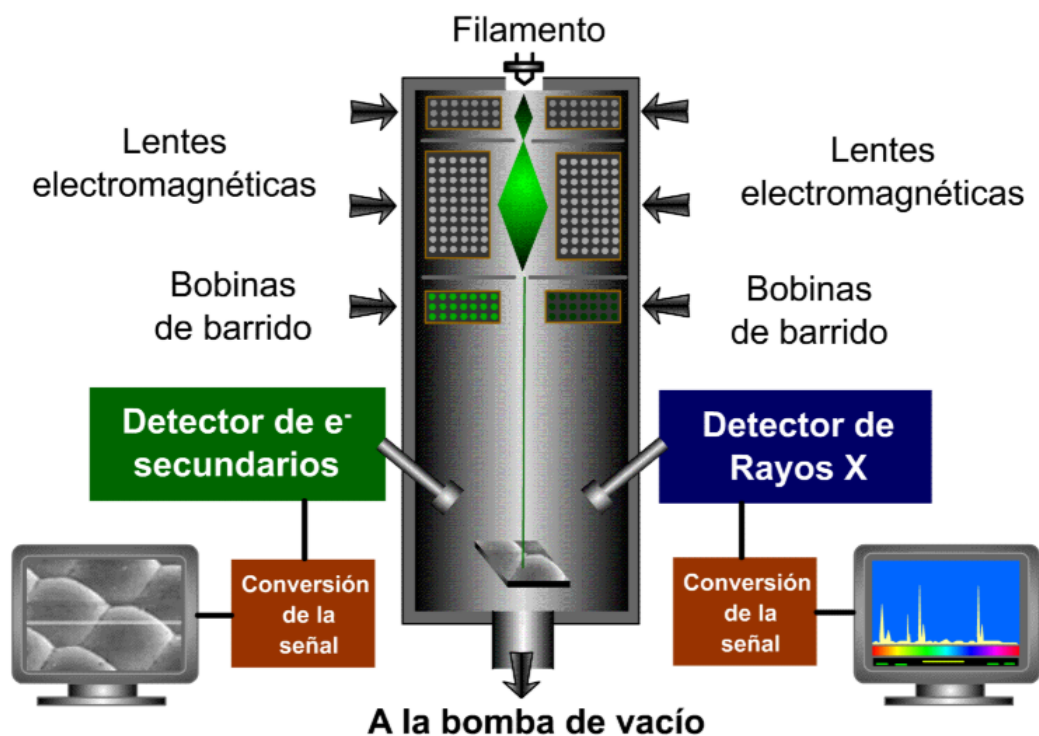 Filamento
Lentes
electromagnéticas
Lentes
electromagnéticas
Bobinas
de barrido
Bobinas
de barrido
Detector de e-
secundarios
Detector de
Rayos X
Conversión
de la
señal
Conversión
de la
señal
A la bomba de vacío